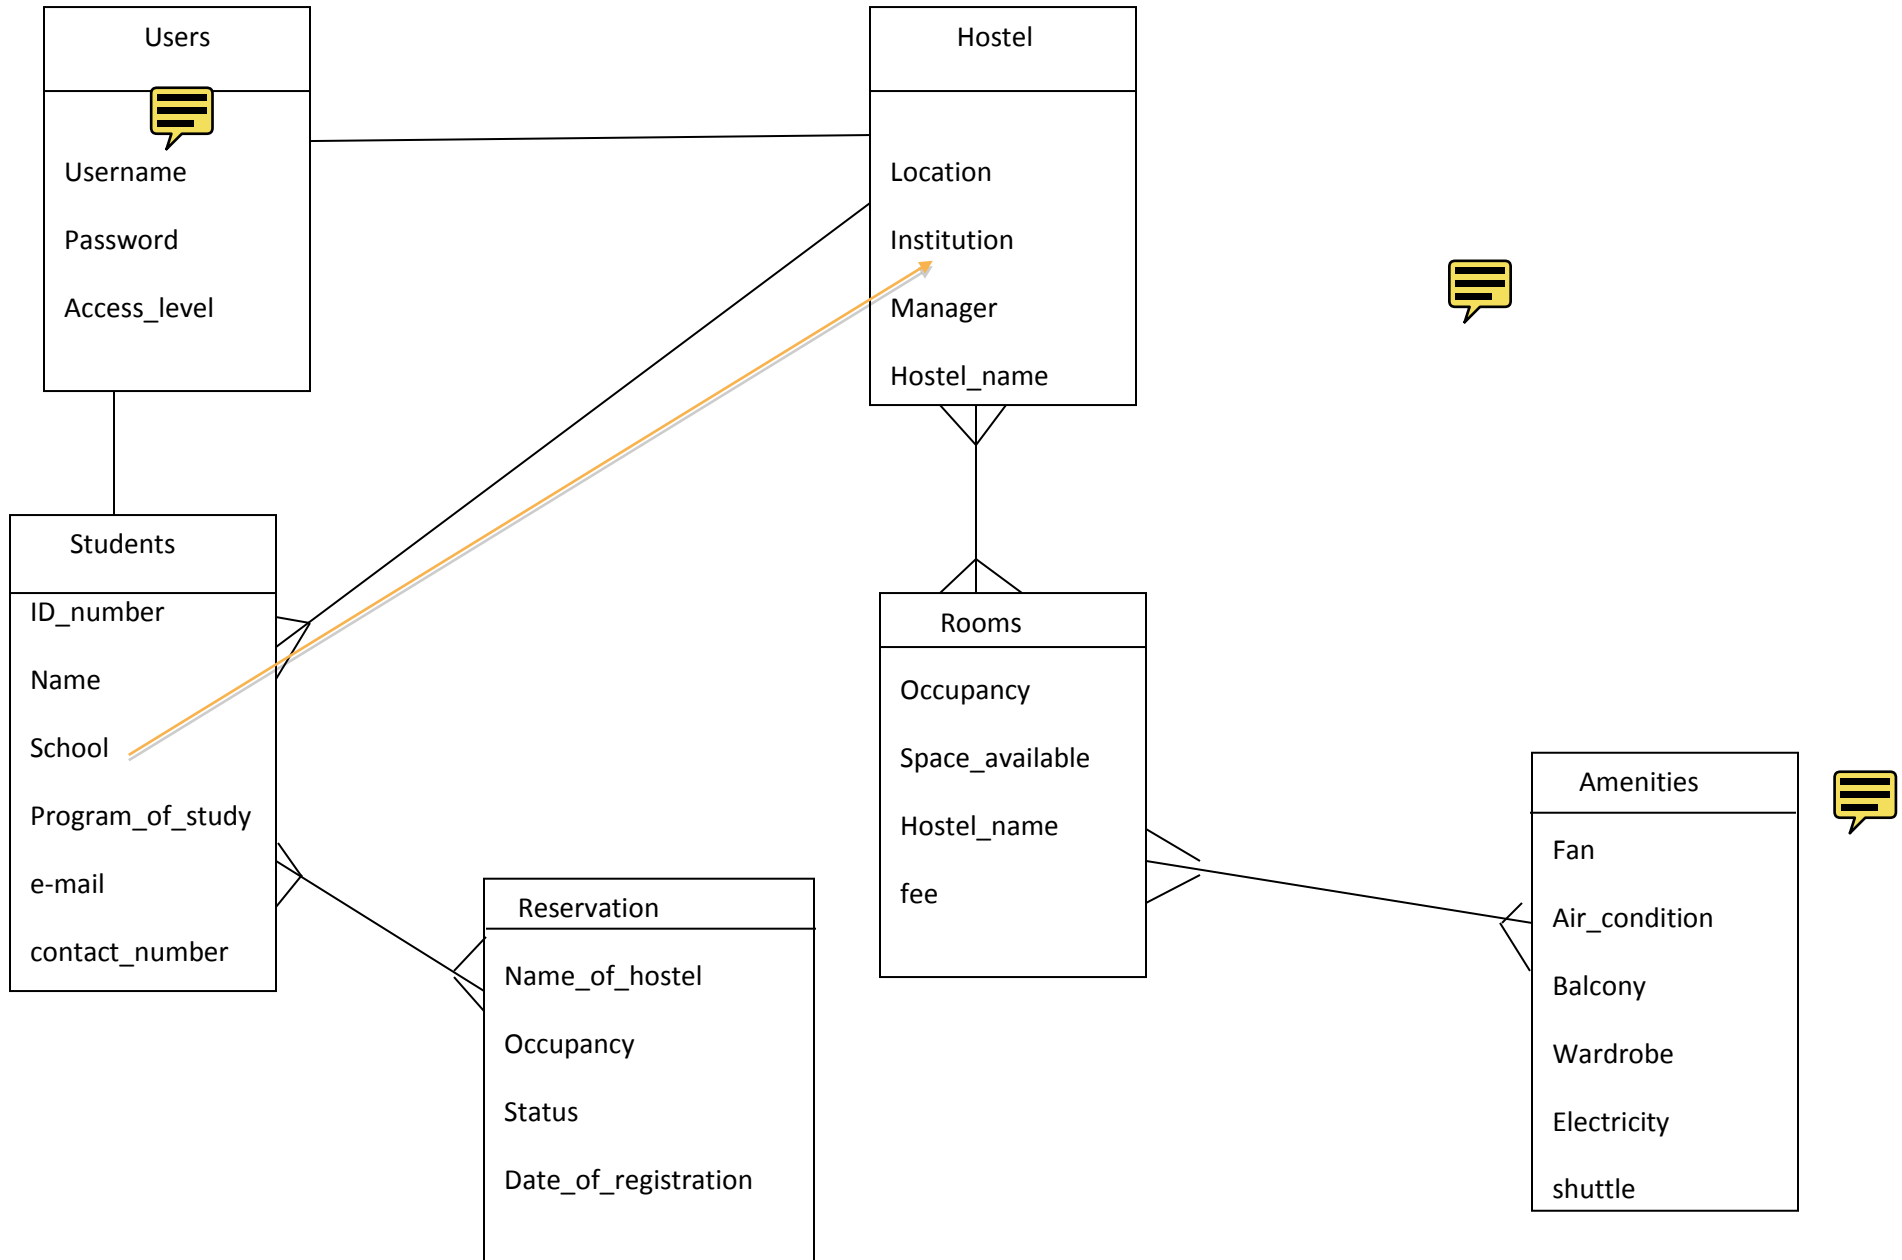 Users
Username
Password
Access_level
Hostel
Location
Institution
Manager
Hostel_name
Students
ID_number
Name
School
Program_of_study
e-mail
contact_number
Rooms
Occupancy
Space_available
Hostel_name
fee
Reservation
Name_of_hostel
Occupancy
Status
Date_of_registration
Amenities
Fan
Air_condition
Balcony
Wardrobe
Electricity
shuttle